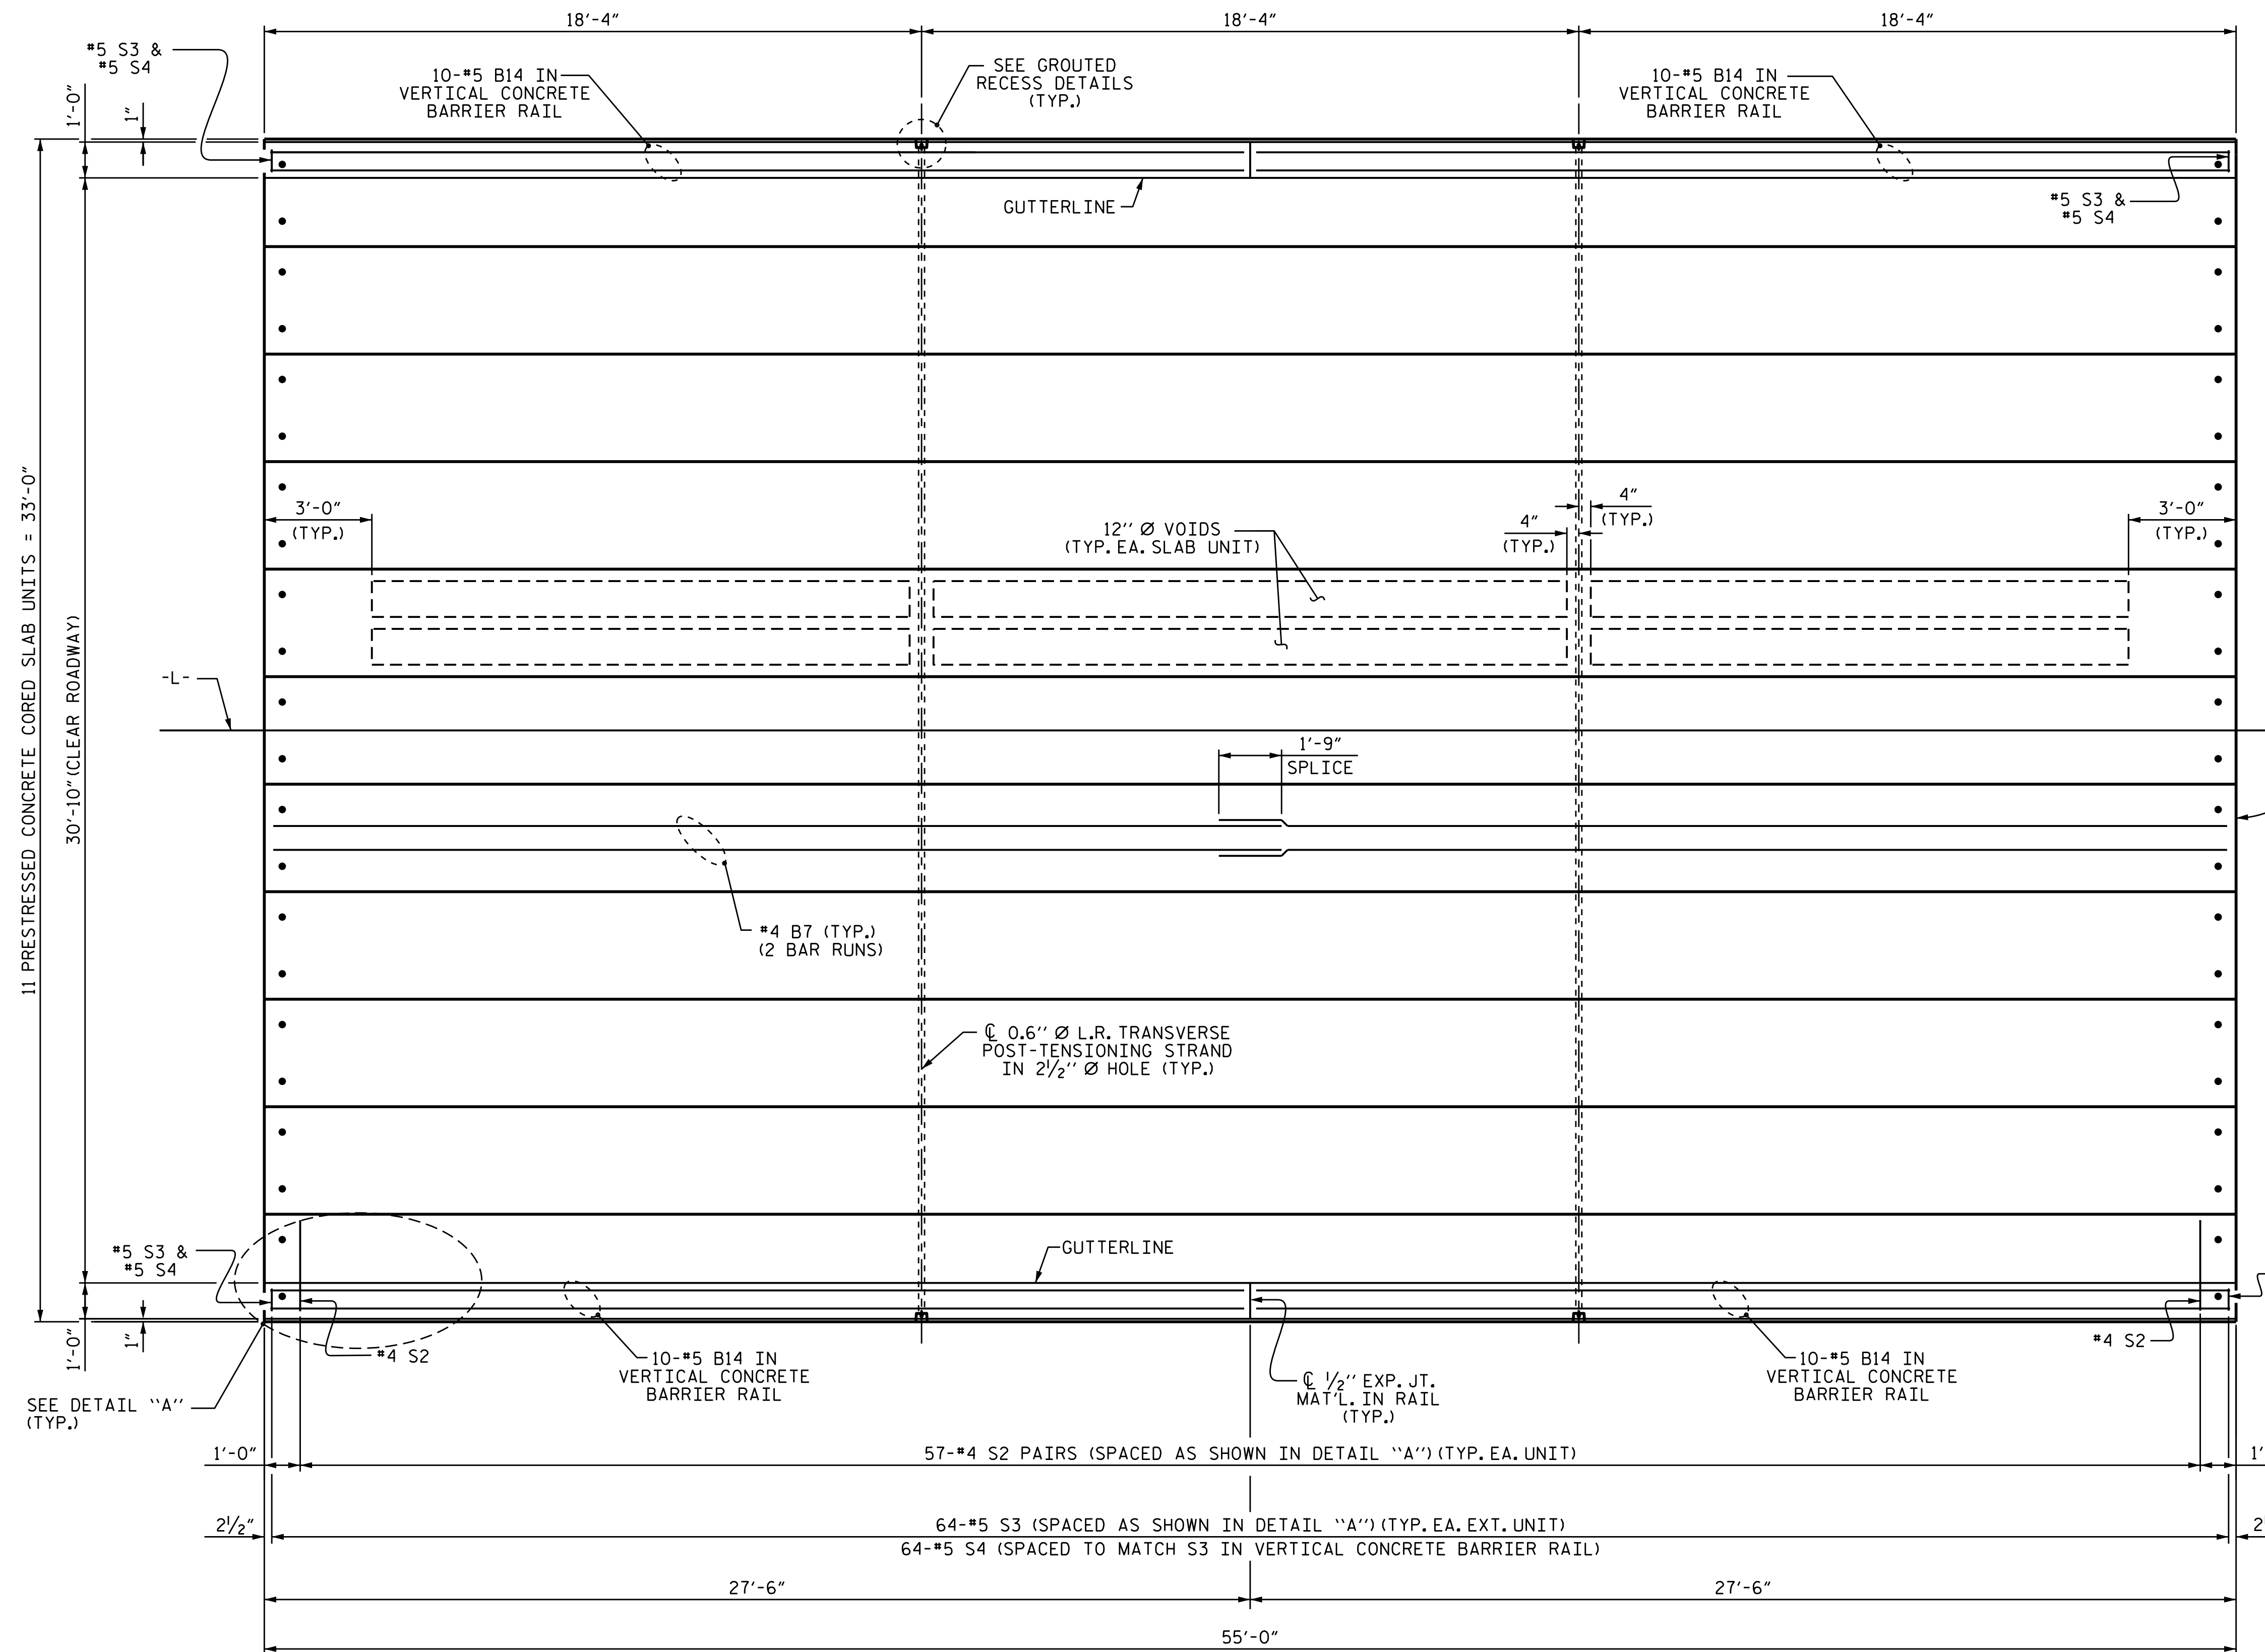 18'-4"
18'-4"
18'-4"
#5 S3 &
#5 S4
10-#5 B14 IN
VERTICAL CONCRETE
BARRIER RAIL
SEE GROUTED
RECESS DETAILS
(TYP.)
10-#5 B14 IN
VERTICAL CONCRETE
BARRIER RAIL
1'-0"
1"
GUTTERLINE
#5 S3 &
#5 S4
11 PRESTRESSED CONCRETE CORED SLAB UNITS = 33'-0"
30'-10" (CLEAR ROADWAY)
3'-0"
(TYP.)
12" Ø VOIDS
(TYP. EA. SLAB UNIT)
4"
(TYP.)
4"
(TYP.)
3'-0"
(TYP.)
-L-
1'-9"
SPLICE
#4 B7 (TYP.)
(2 BAR RUNS)
℄ 0.6" Ø L.R. TRANSVERSE
POST-TENSIONING STRAND
IN 2½" Ø HOLE (TYP.)
#5 S3 &
#5 S4
GUTTERLINE
1'-0"
1"
#4 S2
10-#5 B14 IN
VERTICAL CONCRETE
BARRIER RAIL
℄ ½" EXP. JT.
MAT'L. IN RAIL
(TYP.)
10-#5 B14 IN
VERTICAL CONCRETE
BARRIER RAIL
#4 S2
SEE DETAIL "A"
(TYP.)
1'-0"
57-#4 S2 PAIRS (SPACED AS SHOWN IN DETAIL "A") (TYP. EA. UNIT)
1'
2½"
64-#5 S3 (SPACED AS SHOWN IN DETAIL "A") (TYP. EA. EXT. UNIT)
2
64-#5 S4 (SPACED TO MATCH S3 IN VERTICAL CONCRETE BARRIER RAIL)
27'-6"
27'-6"
55'-0"